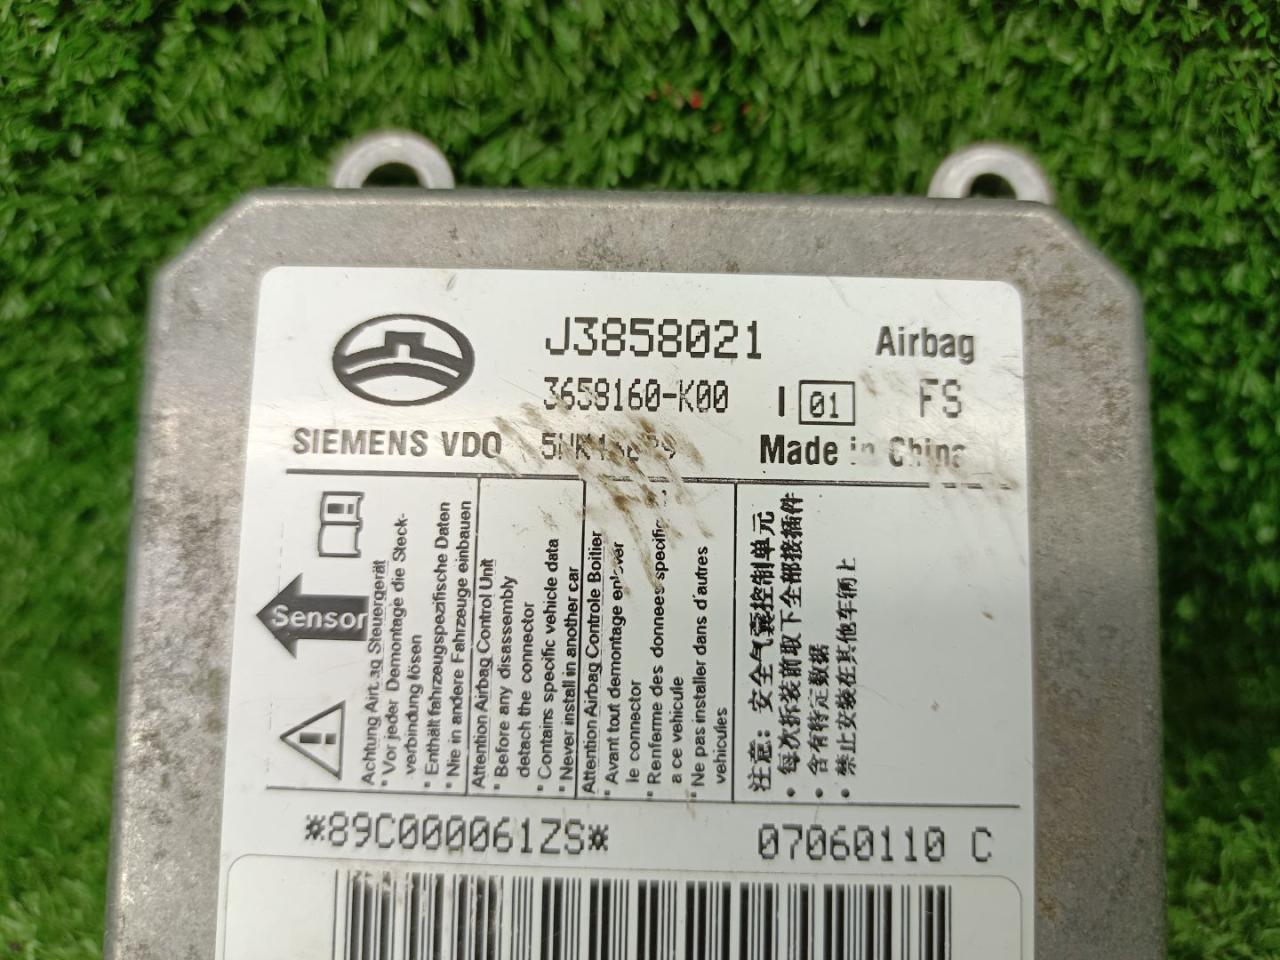 J3858021 Airbag
3658160-K00 I 01 FS
SIEMENS VDO Made in China
Sensor
Achtung Steuergerät
* Vor jeder Demontage die Steck-
verbindung lösen
* Enthält fahrzeugspezifische Daten
* Nie in andere Fahrzeuge einbauen
Attention Airbag Control Unit
* Before any disassembly
detach the connector
* Contains specific vehicle data
* Never install in another car
Attention Airbag Controle Boitier
* Avant tout demontage enlever
le connector
* Renferme des donnees
a ce vehicule
* Ne pas installer dans d'autres
vehicules
注意：安全气囊控制单元
• 每次拆装前取下全部接插件
• 含有特定数据
• 禁止安装在其他车辆上
*89C000061ZS* 07060110 C